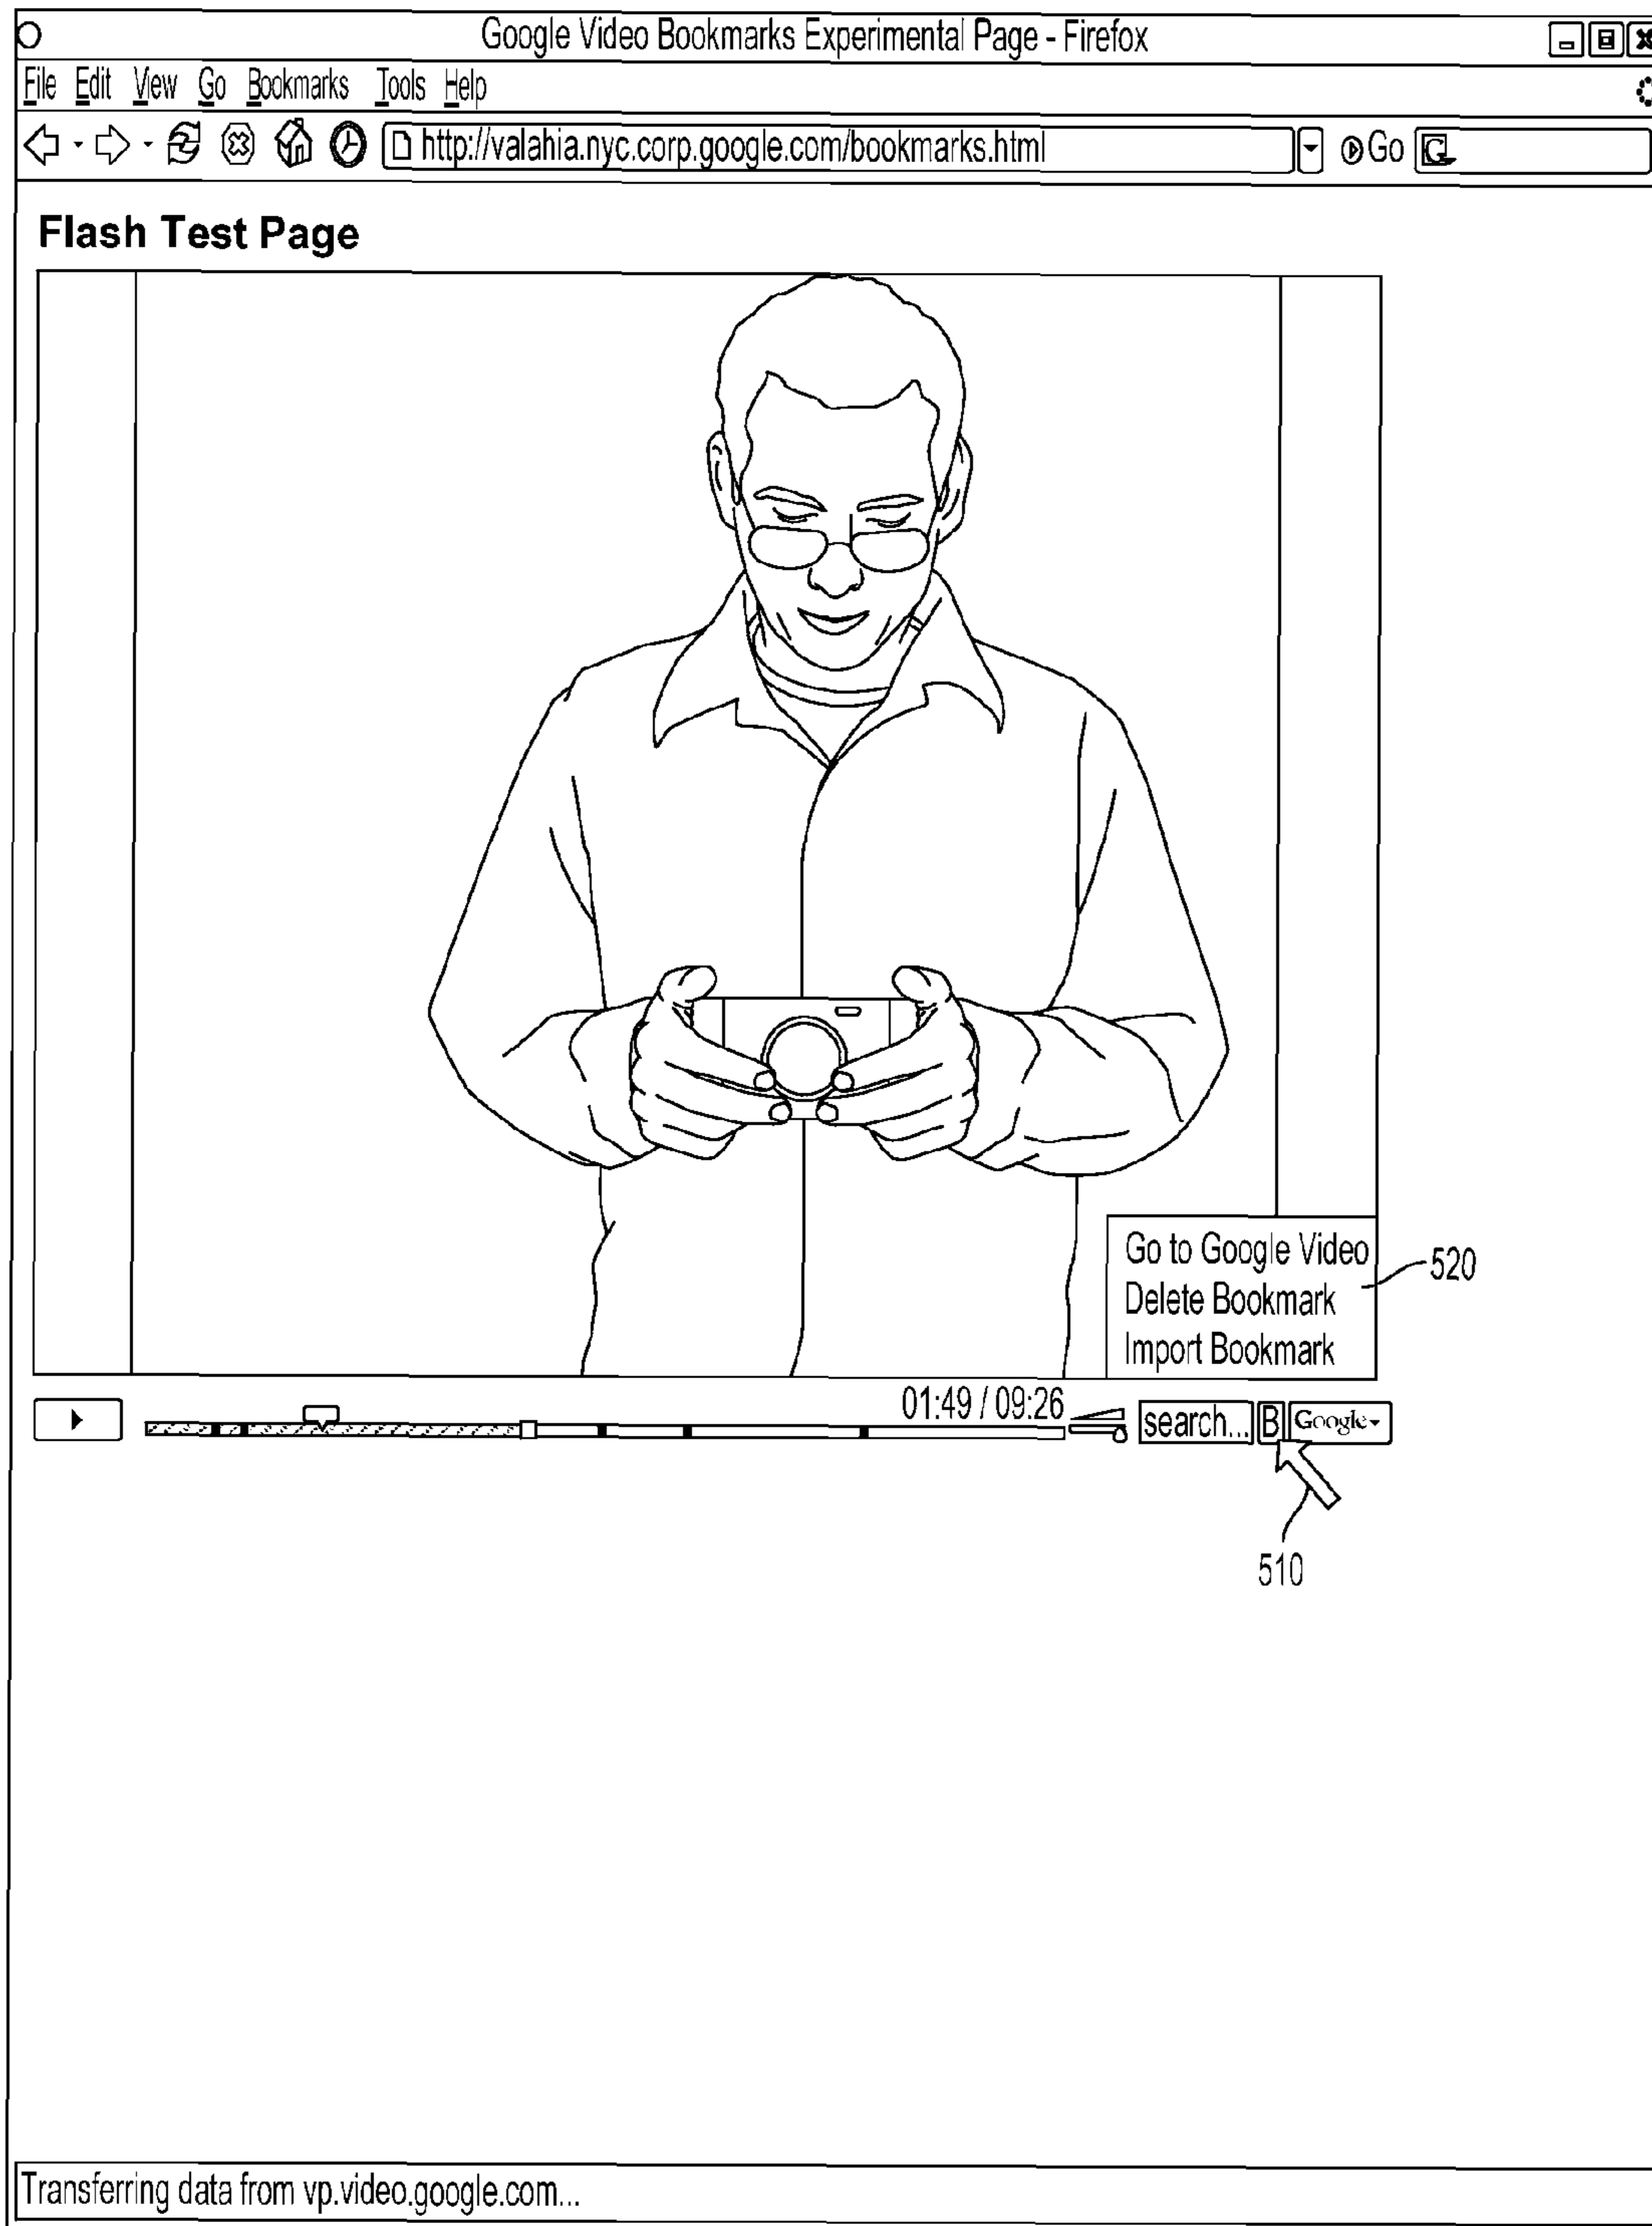 Google Video Bookmarks Experimental Page - Firefox
File Edit View Go Bookmarks Tools Help
http://valahia.nyc.corp.google.com/bookmarks.html Go G
Flash Test Page
Go to Google Video
520
Delete Bookmark
Import Bookmark
01:49 / 09:26
search... B Google
510
Transferring data from vp.video.google.com...